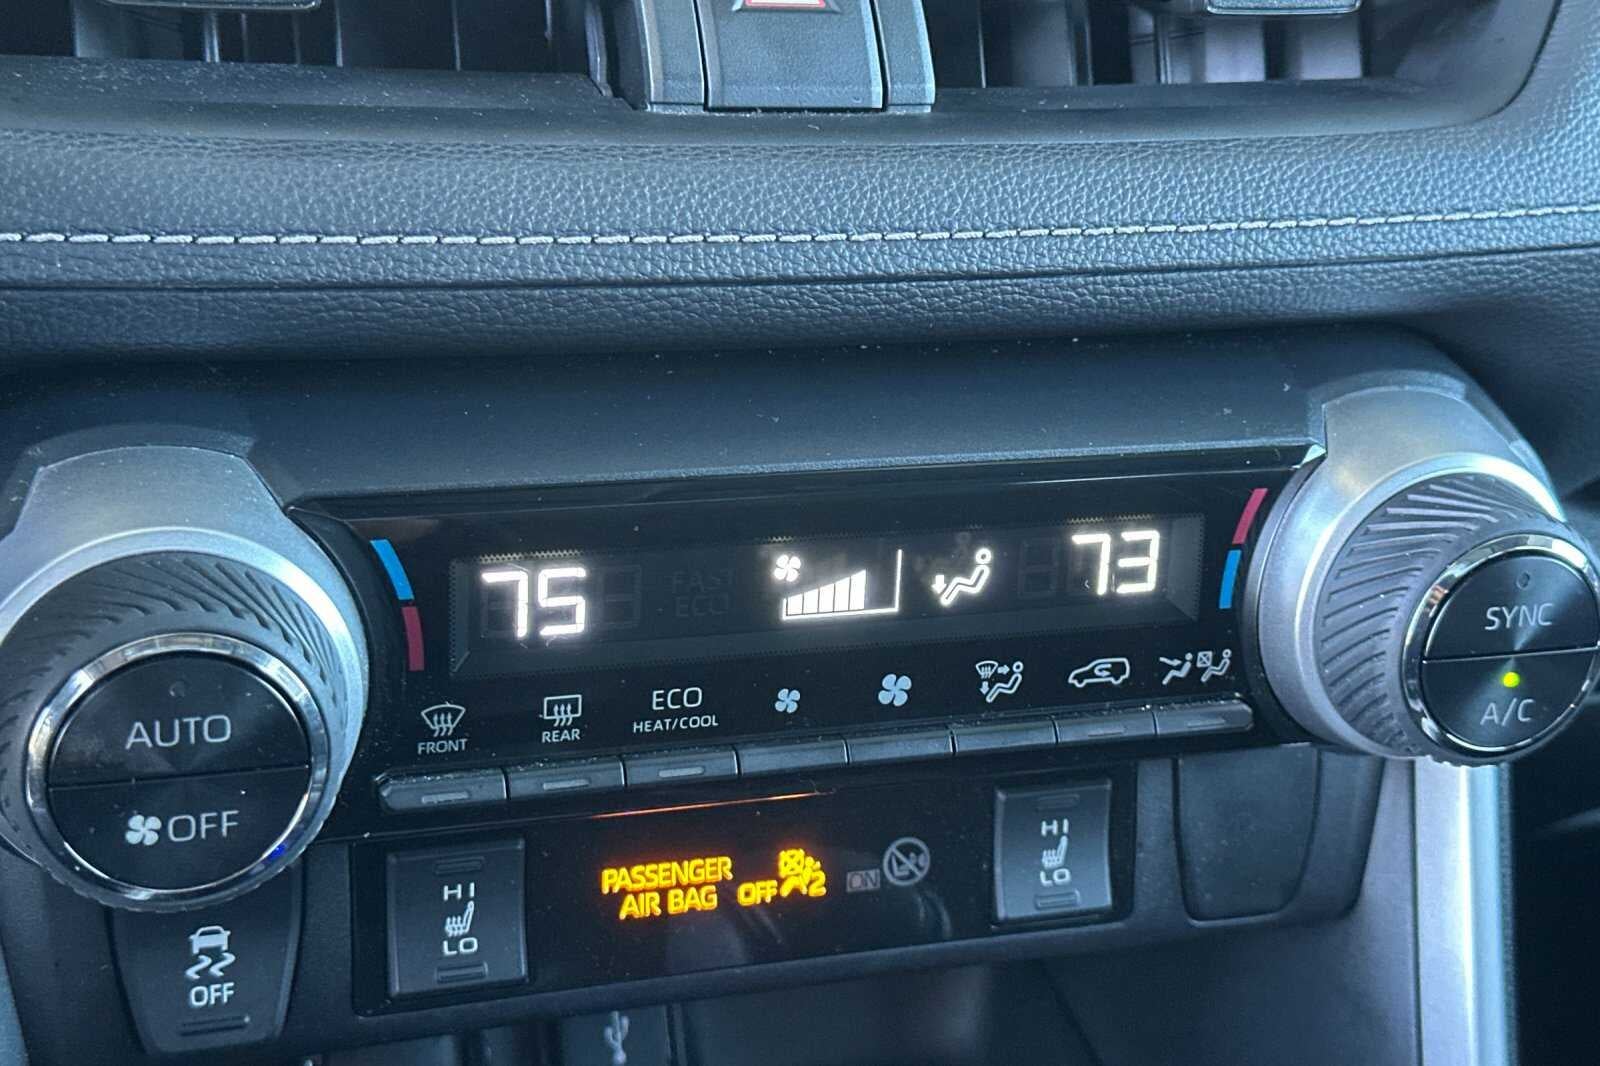 75
FAST
ECO
73
SYNC
A/C
AUTO
OFF
FRONT
REAR
ECO
HEAT/COOL
HI
LO
PASSENGER
AIR BAG OFF 2
ON
HI
LO
OFF